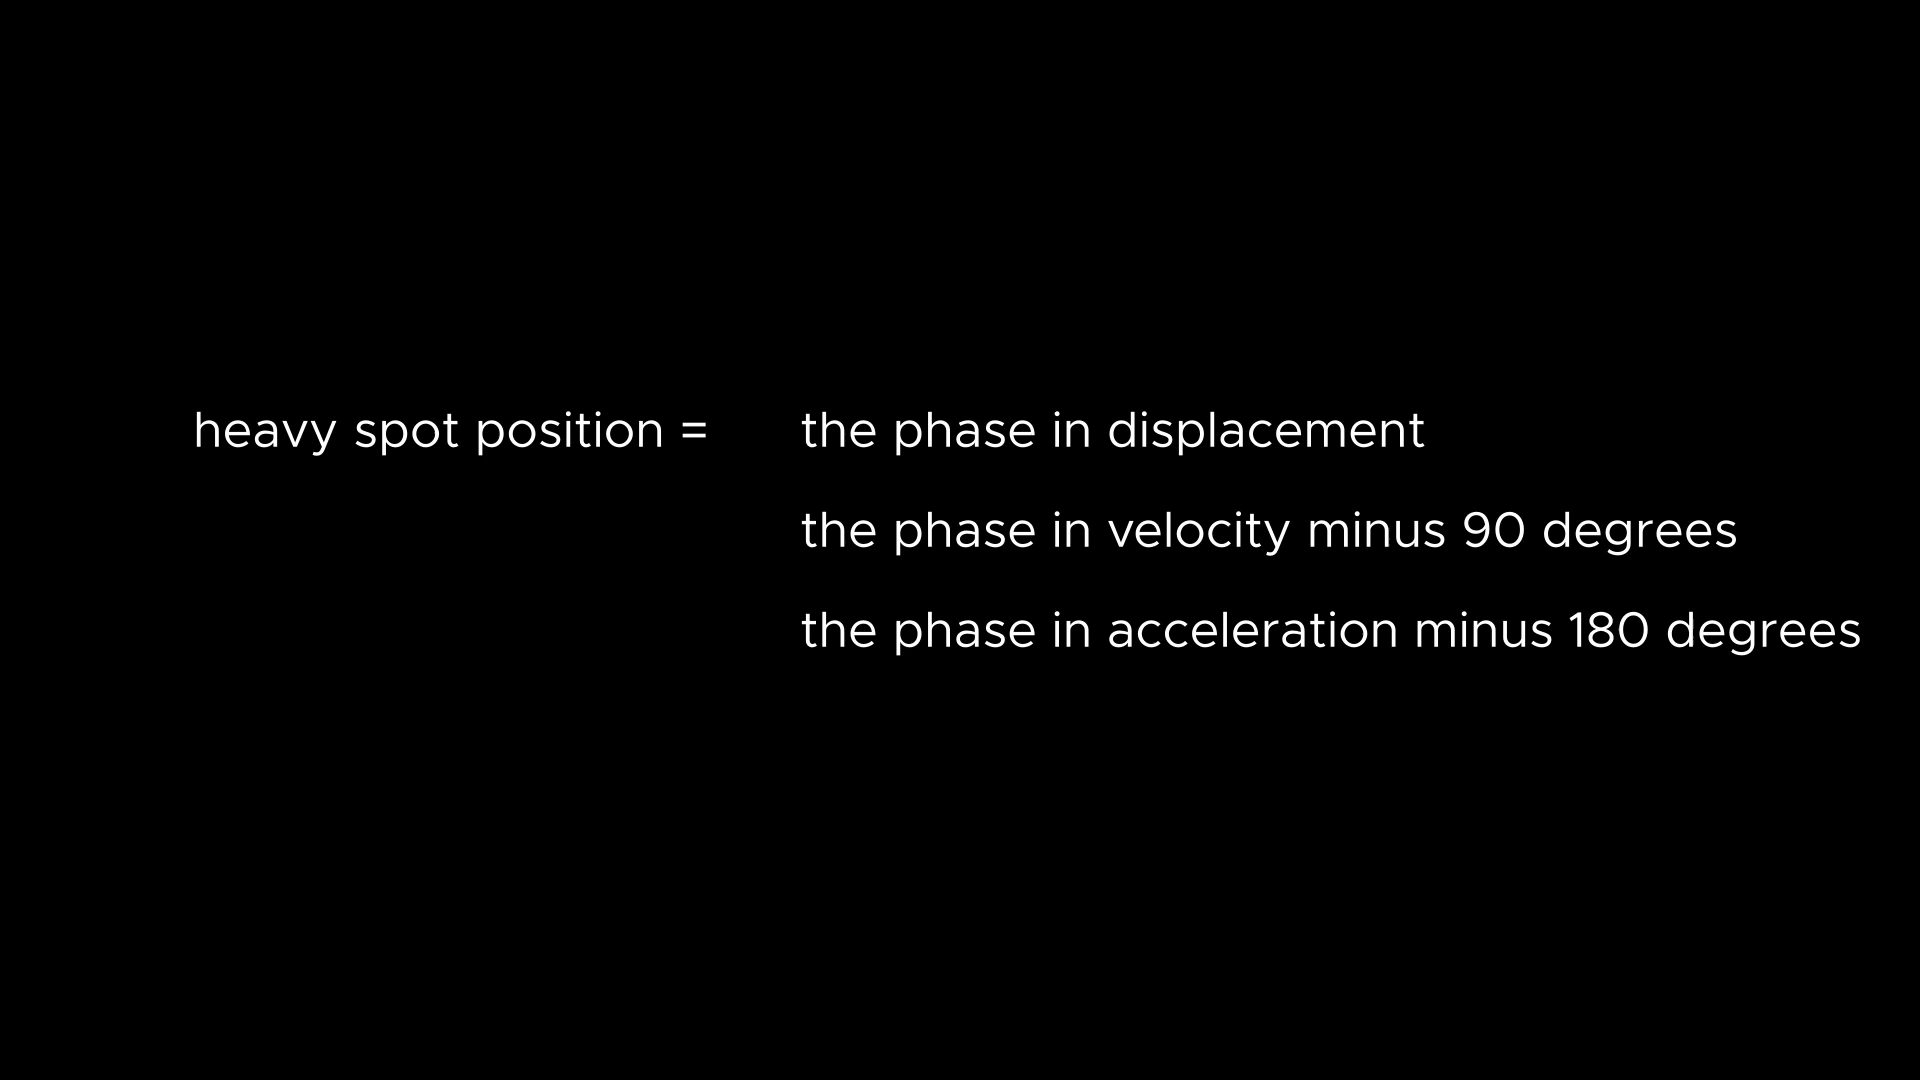 heavy spot position = the phase in displacement
the phase in velocity minus 90 degrees
the phase in acceleration minus 180 degrees